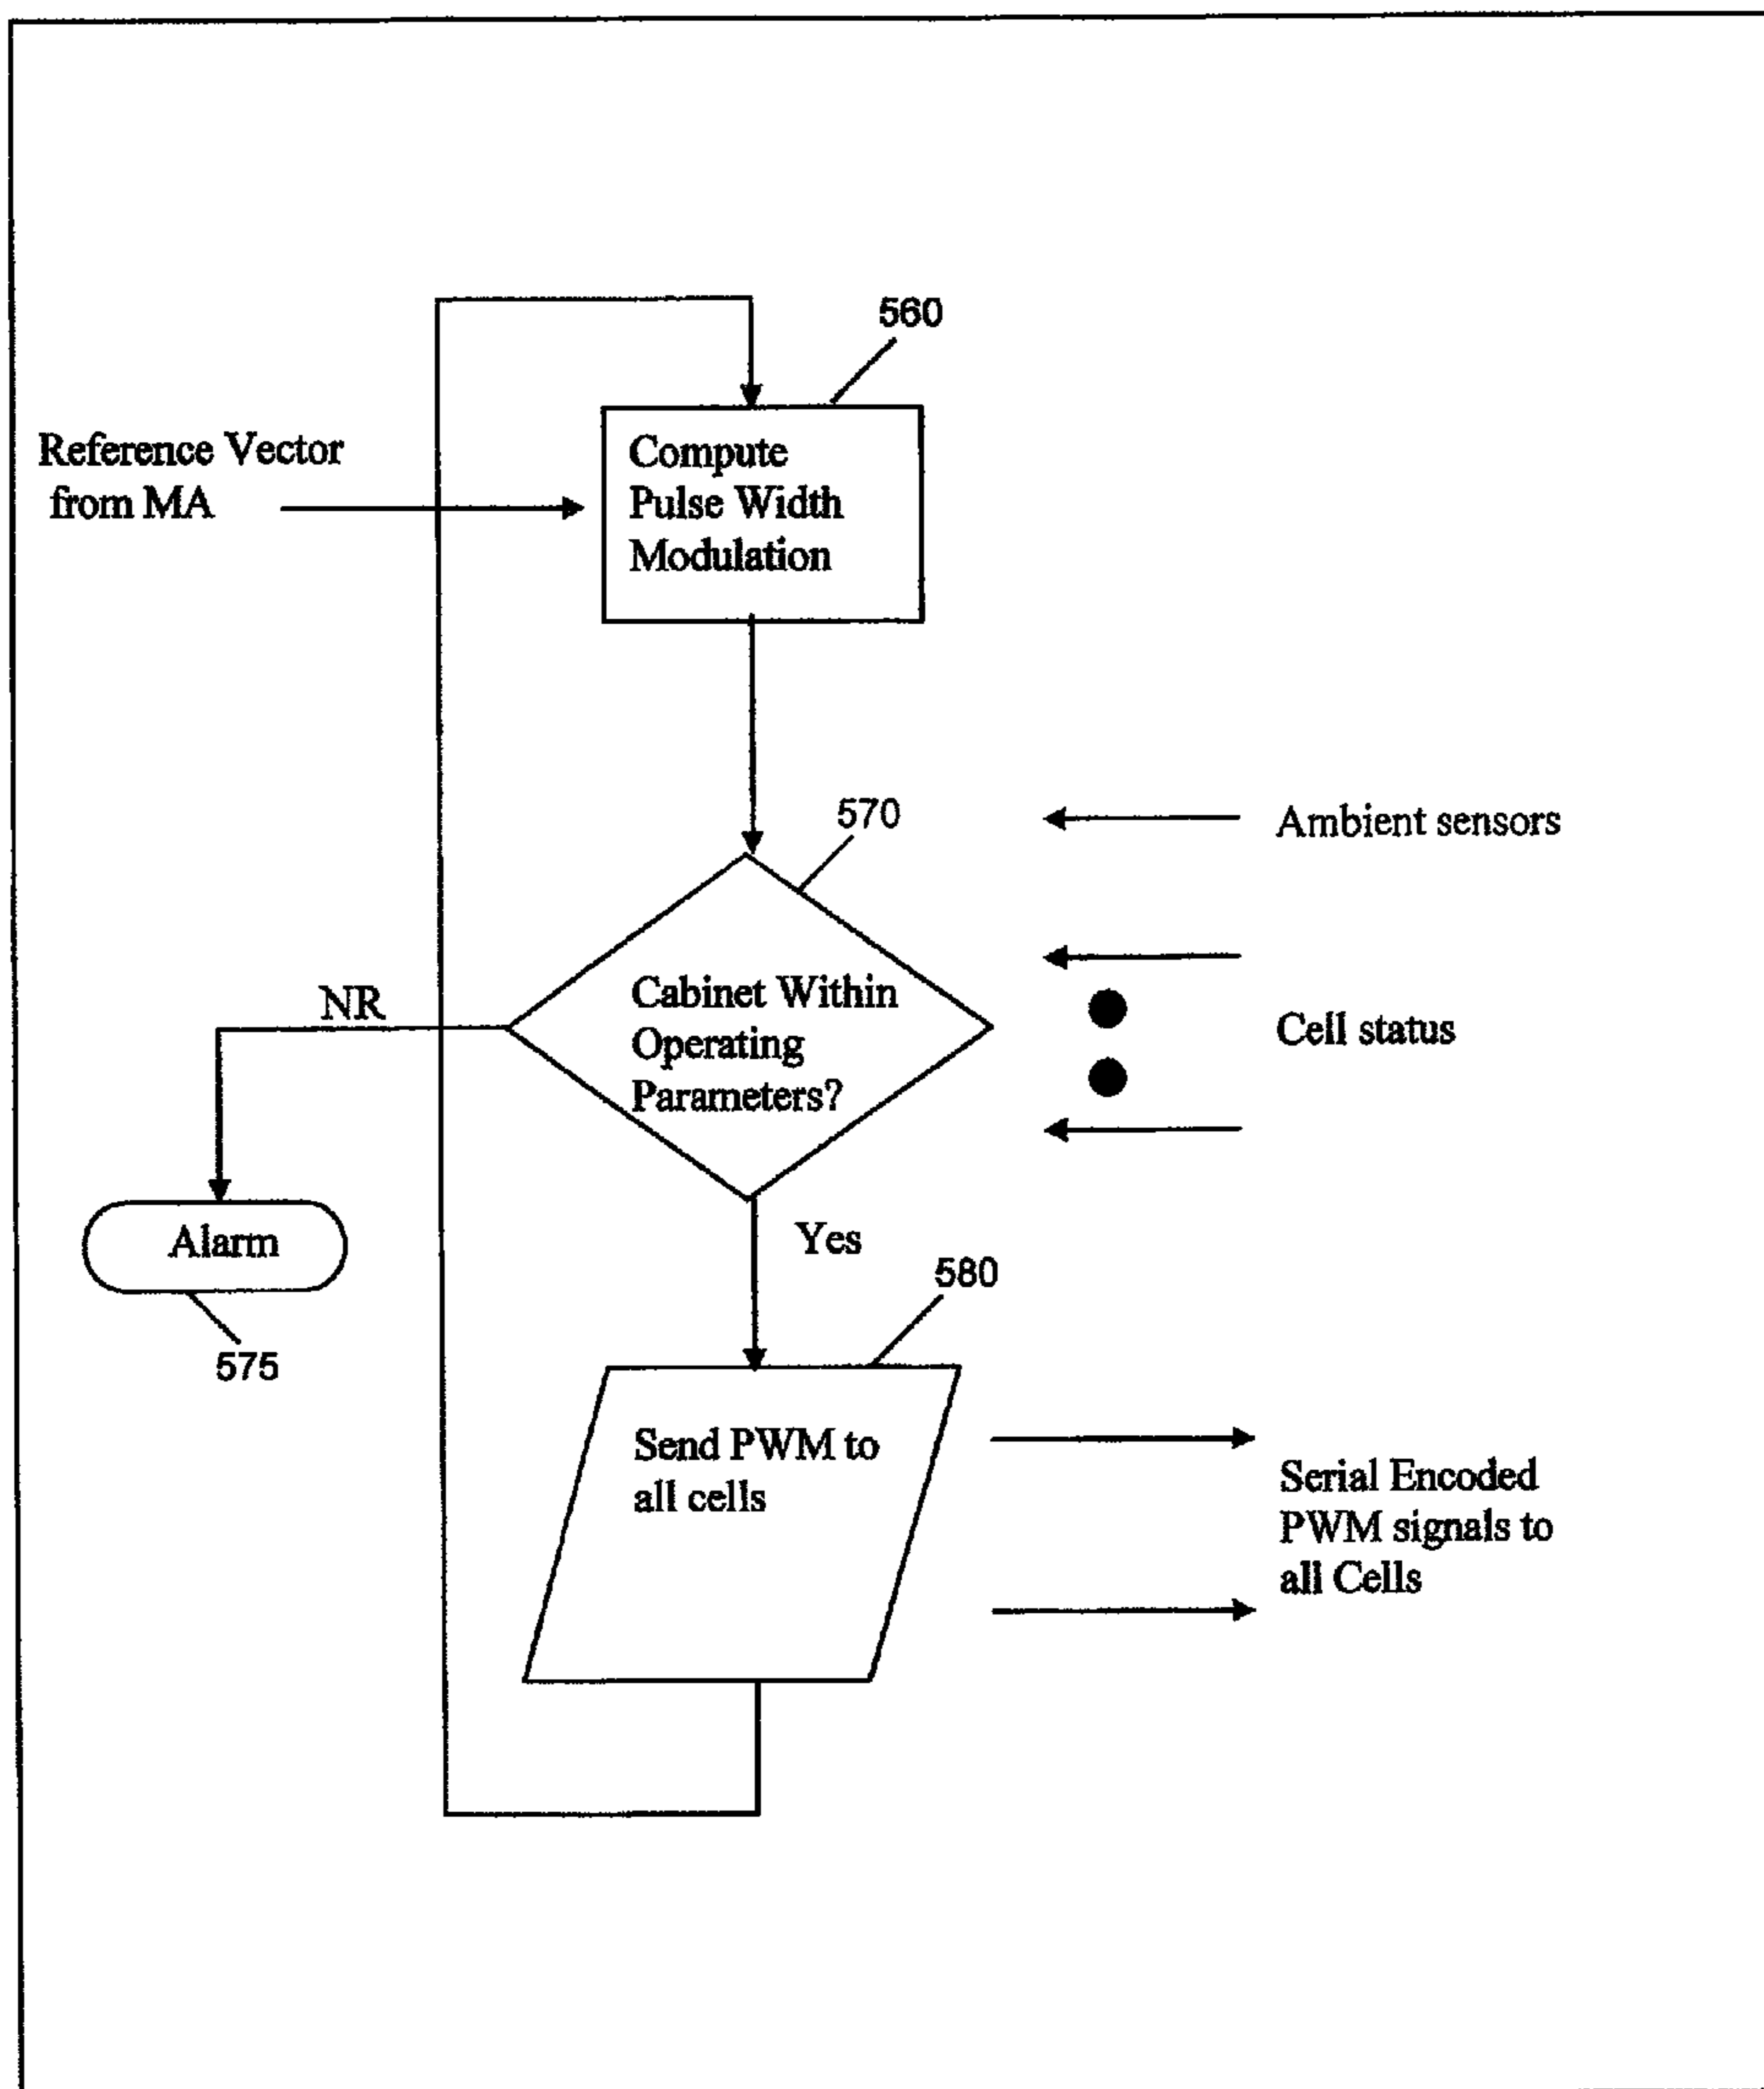 560
Reference Vector
from MA
Compute
Pulse Width
Modulation
570
Ambient sensors
NR
Cabinet Within
Operating
Parameters?
Cell status
Alarm
Yes
575
580
Send PWM to
all cells
Serial Encoded
PWM signals to
all Cells